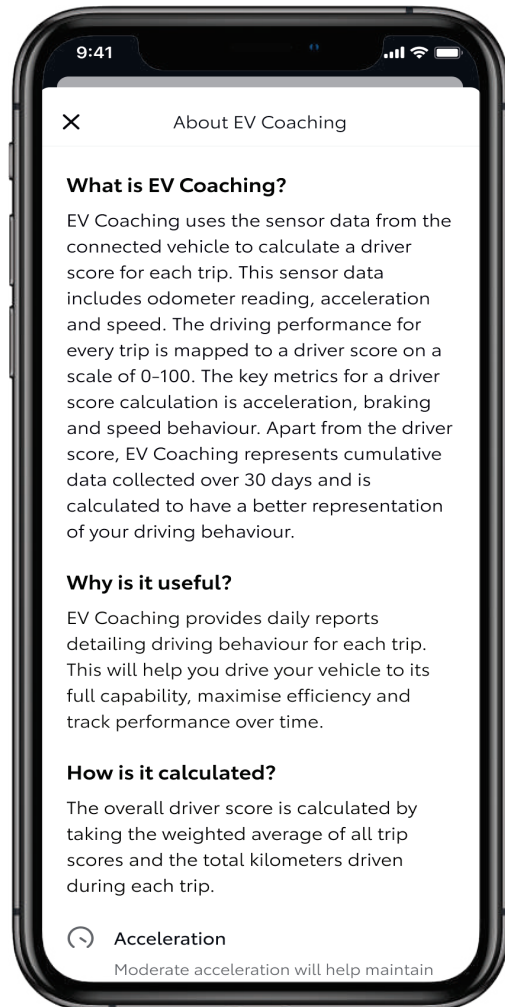 9:41
About EV Coaching
What is EV Coaching?
EV Coaching uses the sensor data from the
connected vehicle to calculate a driver
score for each trip. This sensor data
includes odometer reading, acceleration
and speed. The driving performance for
every trip is mapped to a driver score on a
scale of 0-100. The key metrics for a driver
score calculation is acceleration, braking
and speed behaviour. Apart from the driver
score, EV Coaching represents cumulative
data collected over 30 days and is
calculated to have a better representation
of your driving behaviour.
Why is it useful?
EV Coaching provides daily reports
detailing driving behaviour for each trip.
This will help you drive your vehicle to its
full capability, maximise efficiency and
track performance over time.
How is it calculated?
The overall driver score is calculated by
taking the weighted average of all trip
scores and the total kilometers driven
during each trip.
Acceleration
Moderate acceleration will help maintain